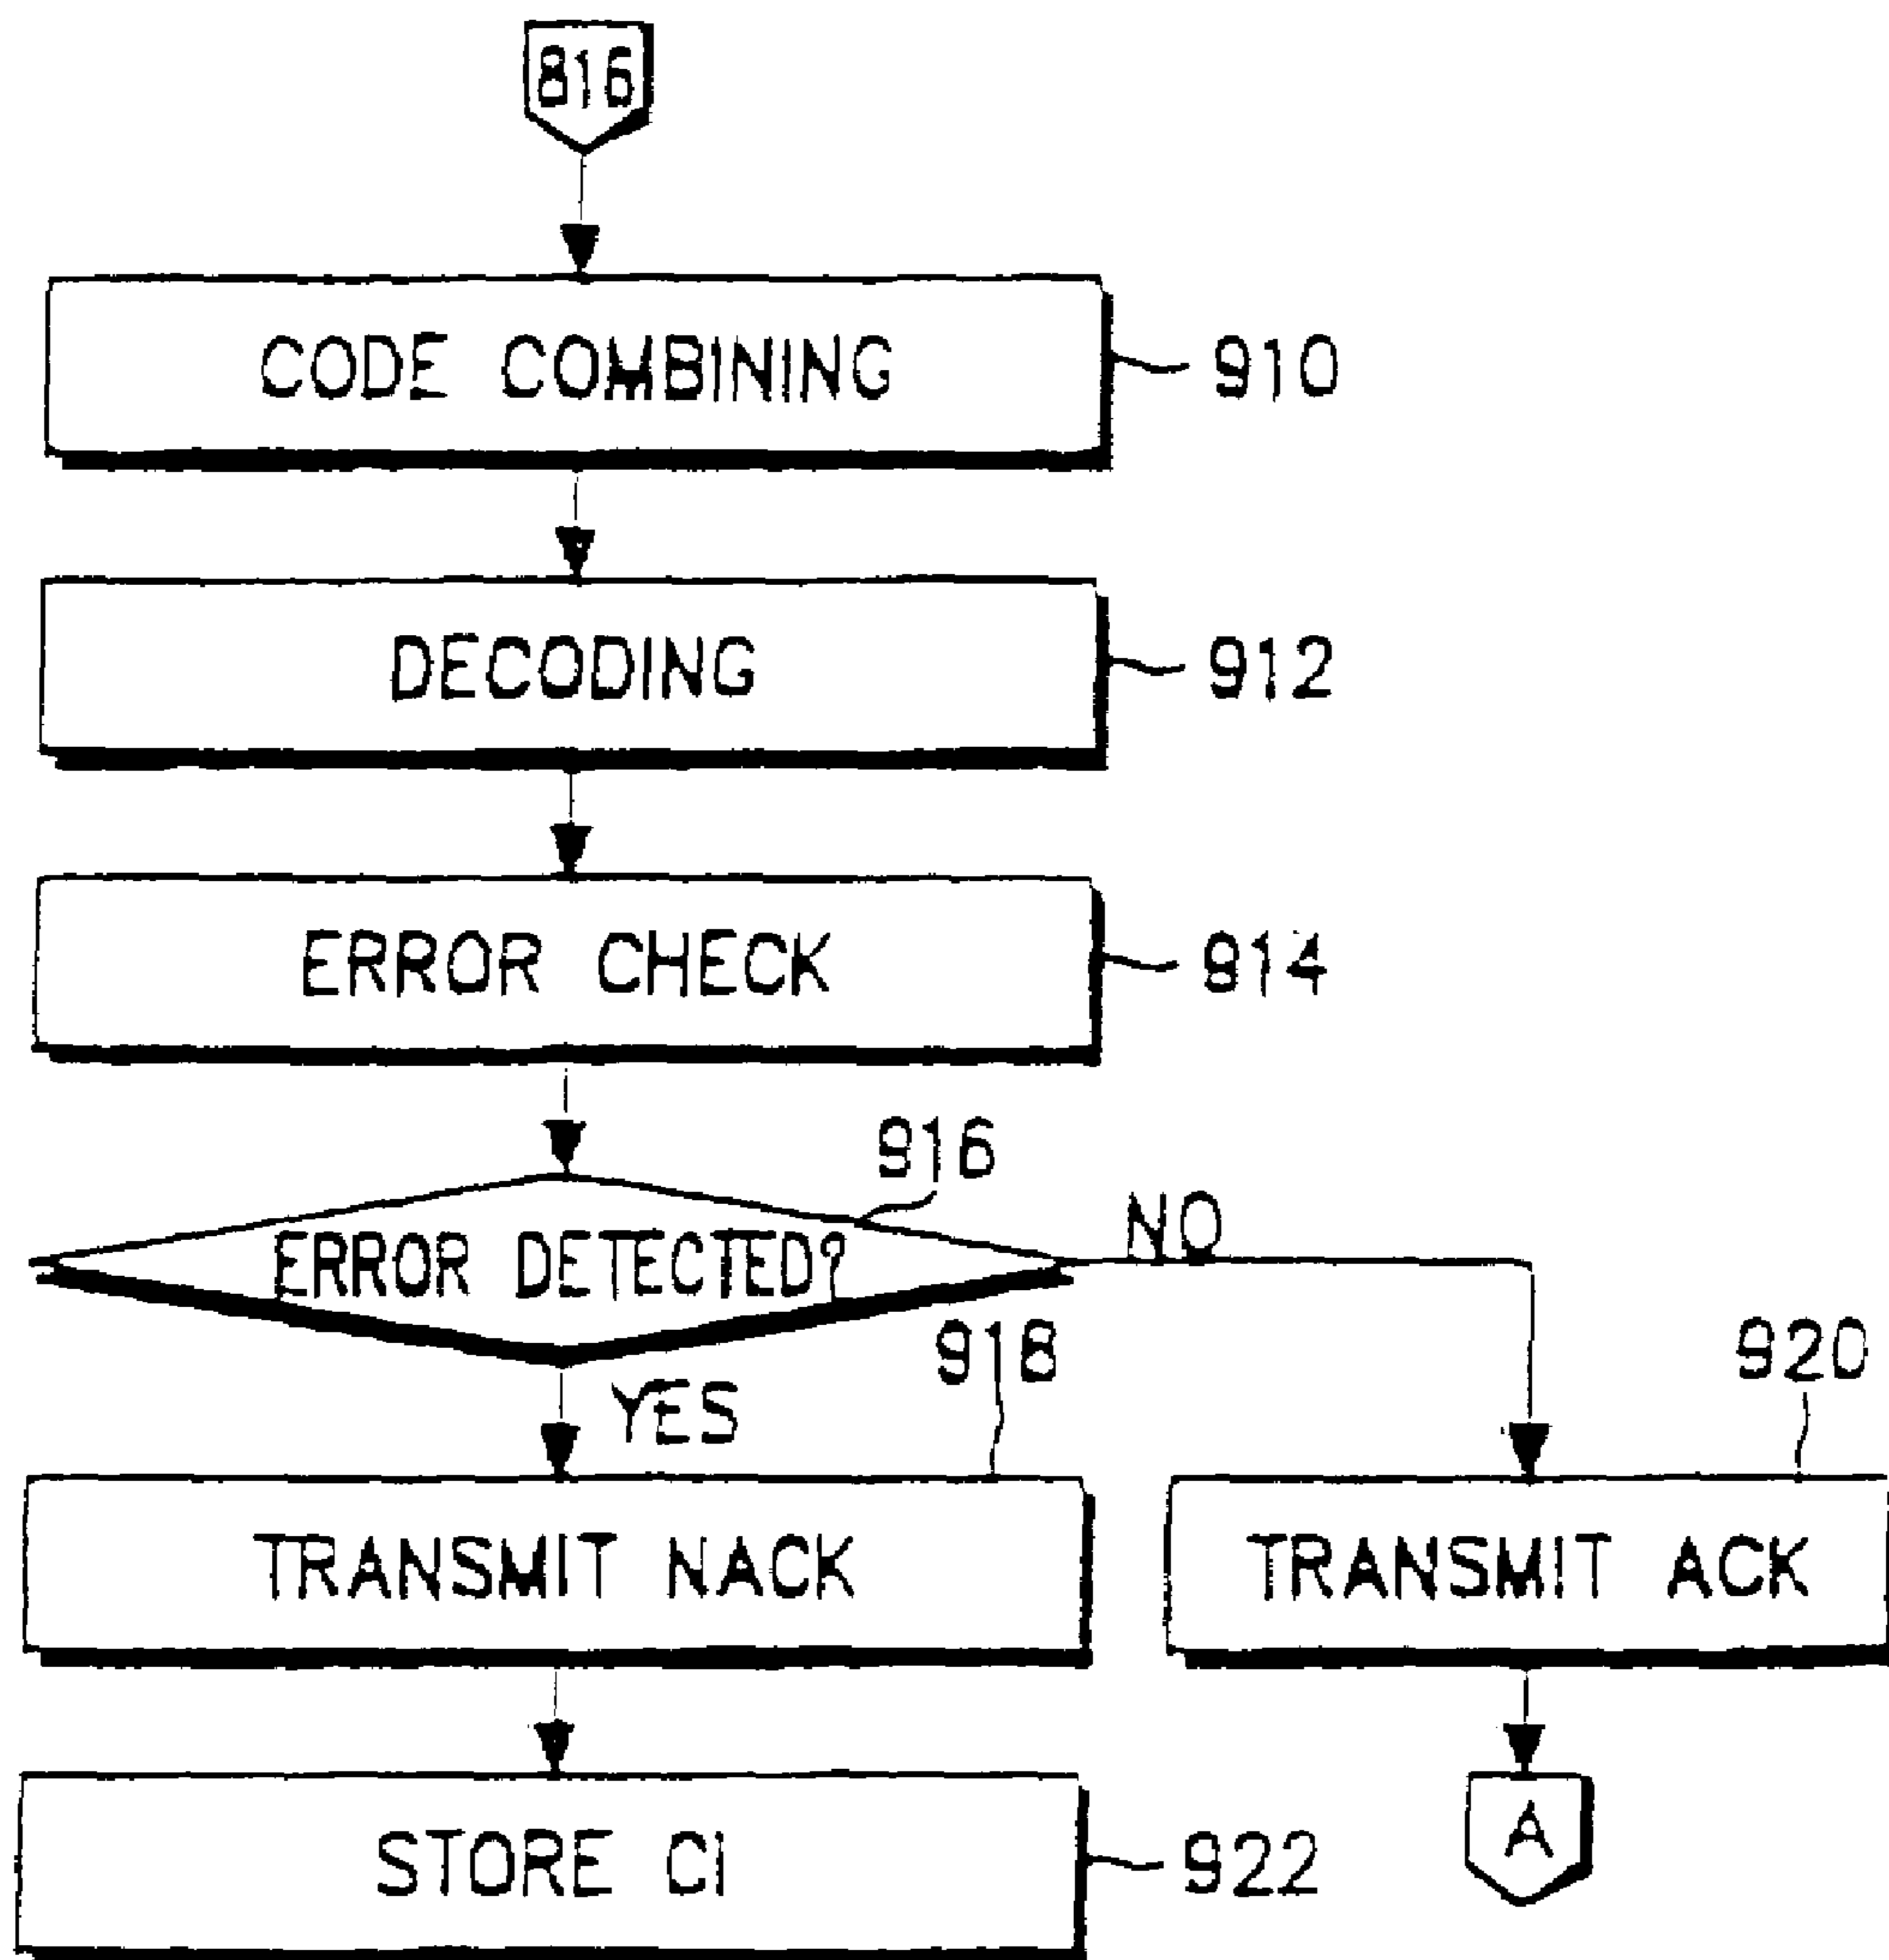 816
CODE COMBINING
910
DECODING
912
ERROR CHECK
914
916
ERROR DETECTED?
NO
YES
918
920
TRANSMIT NACK
TRANSMIT ACK
STORE Ci
922
A